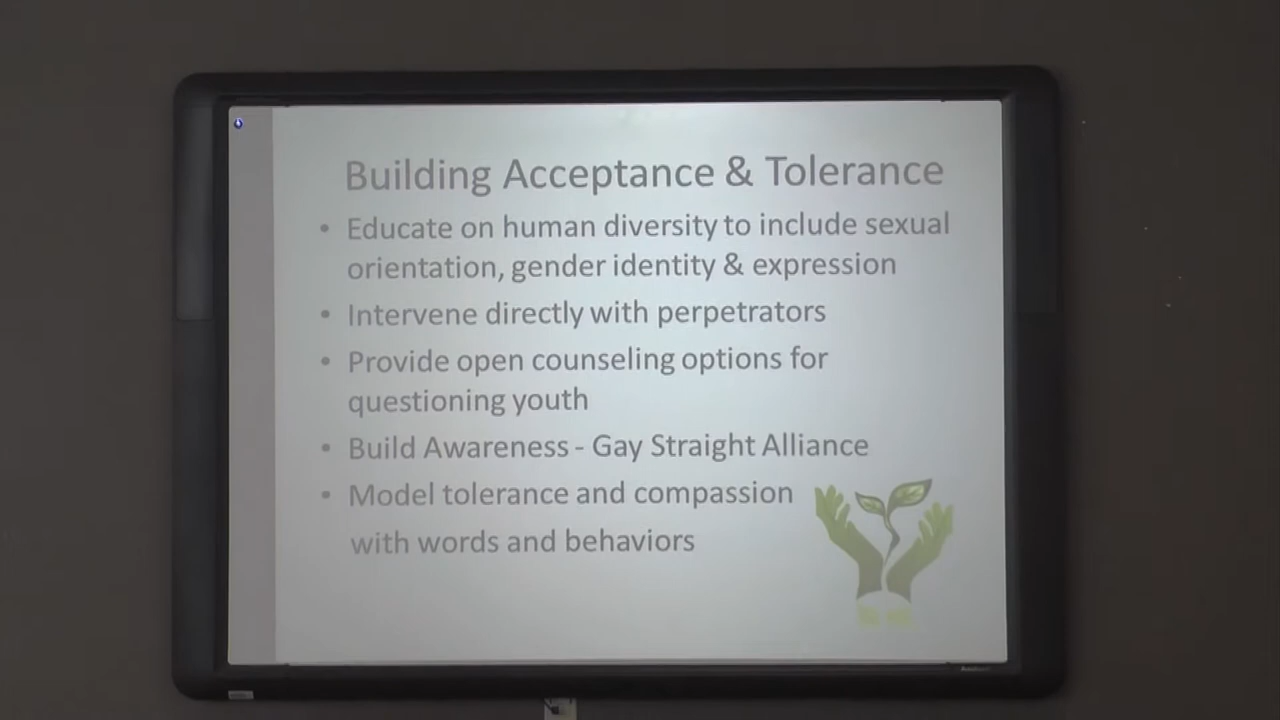 Building Acceptance & Tolerance
• Educate on human diversity to include sexual
orientation, gender identity & expression
• Intervene directly with perpetrators
• Provide open counseling options for
questioning youth
• Build Awareness - Gay Straight Alliance
• Model tolerance and compassion
with words and behaviors